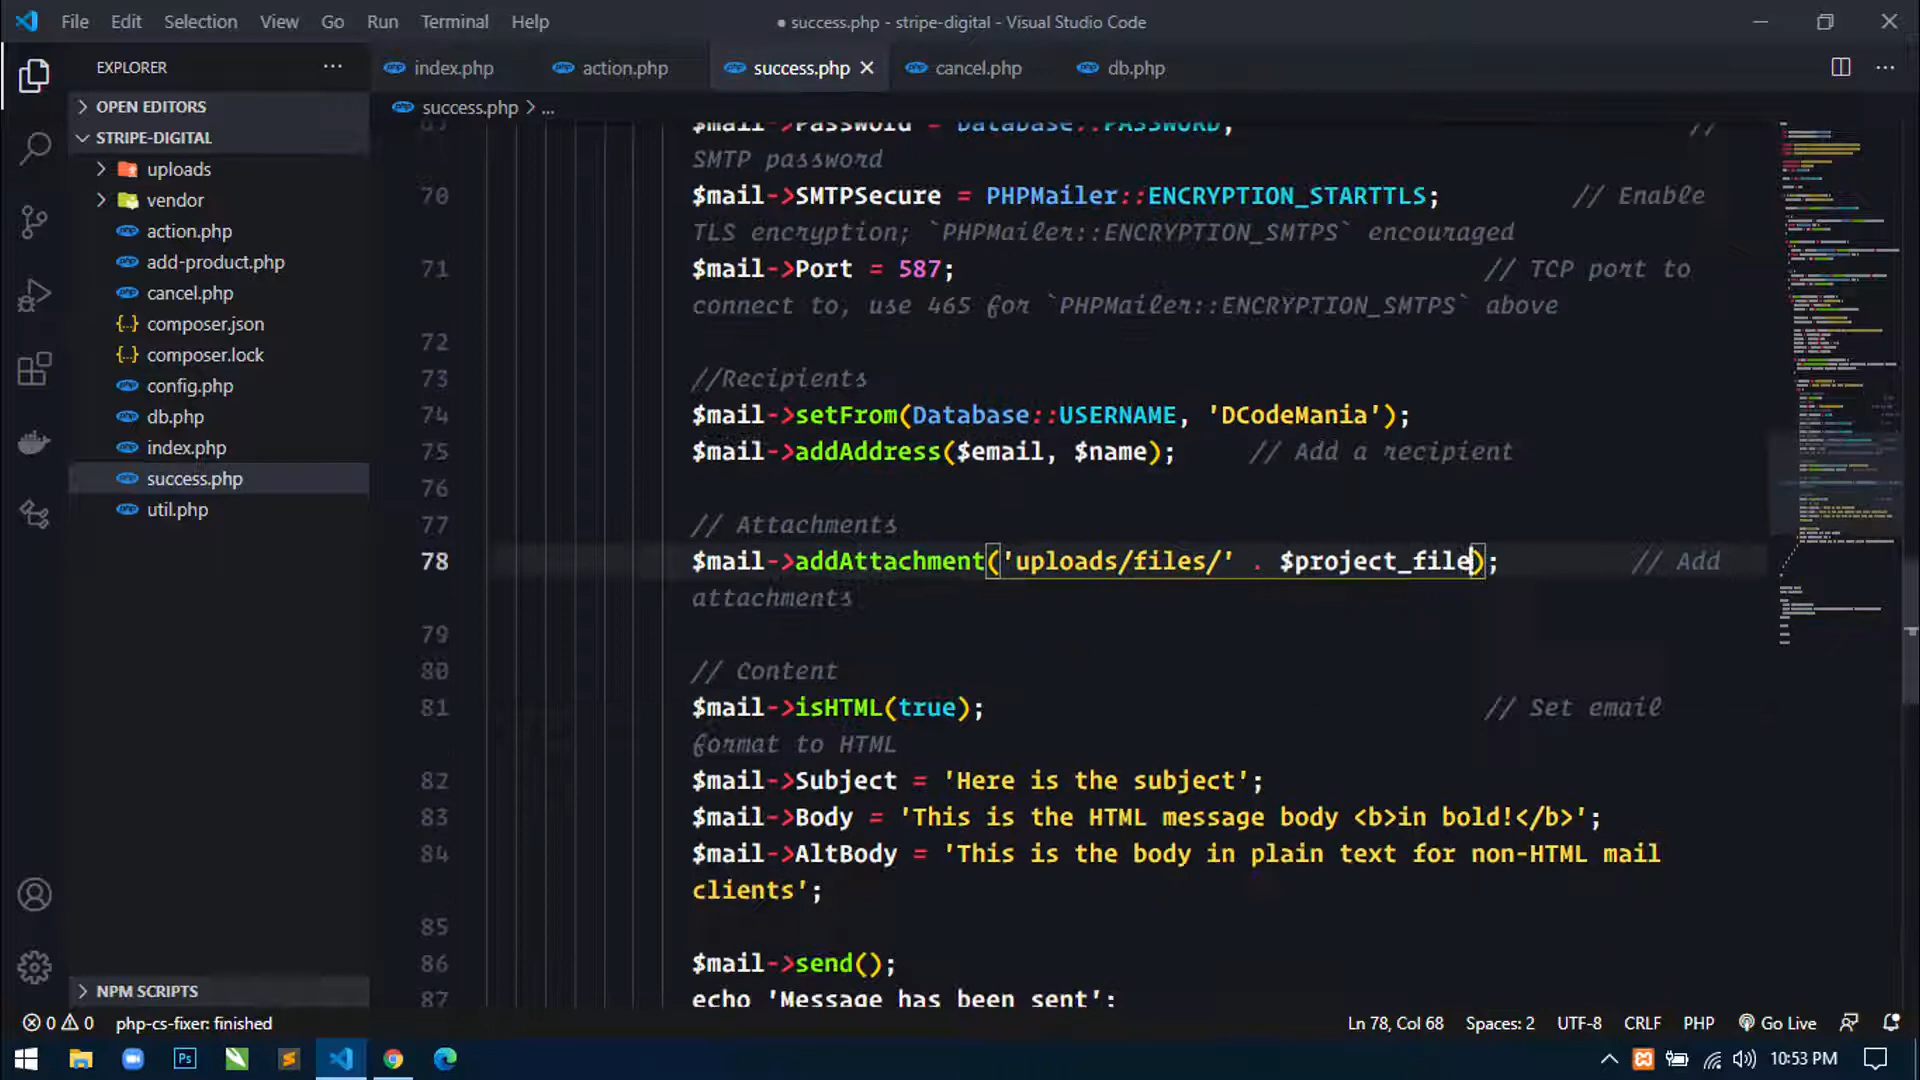 File Edit Selection View Go Run Terminal Help
● success.php - stripe-digital - Visual Studio Code
EXPLORER ...
index.php
action.php
success.php
cancel.php
db.php
success.php > ...
OPEN EDITORS
STRIPE-DIGITAL
uploads
vendor
action.php
add-product.php
cancel.php
composer.json
composer.lock
config.php
db.php
index.php
success.php
util.php
NPM SCRIPTS
$mail->Password = Database::PASSWORD; //
SMTP password
70 $mail->SMTPSecure = PHPMailer::ENCRYPTION_STARTTLS; // Enable
TLS encryption; `PHPMailer::ENCRYPTION_SMTPS` encouraged
71 $mail->Port = 587; // TCP port to
connect to, use 465 for `PHPMailer::ENCRYPTION_SMTPS` above
72
73 //Recipients
74 $mail->setFrom(Database::USERNAME, 'DCodeMania');
75 $mail->addAddress($email, $name); // Add a recipient
76
77 // Attachments
78 $mail->addAttachment('uploads/files/' . $project_file); // Add
attachments
79
80 // Content
81 $mail->isHTML(true); // Set email
format to HTML
82 $mail->Subject = 'Here is the subject';
83 $mail->Body = 'This is the HTML message body <b>in bold!</b>';
84 $mail->AltBody = 'This is the body in plain text for non-HTML mail
clients';
85
86 $mail->send();
87 echo 'Message has been sent';
0 0 php-cs-fixer: finished
Ln 78, Col 68 Spaces: 2 UTF-8 CRLF PHP Go Live
Ps
10:53 PM